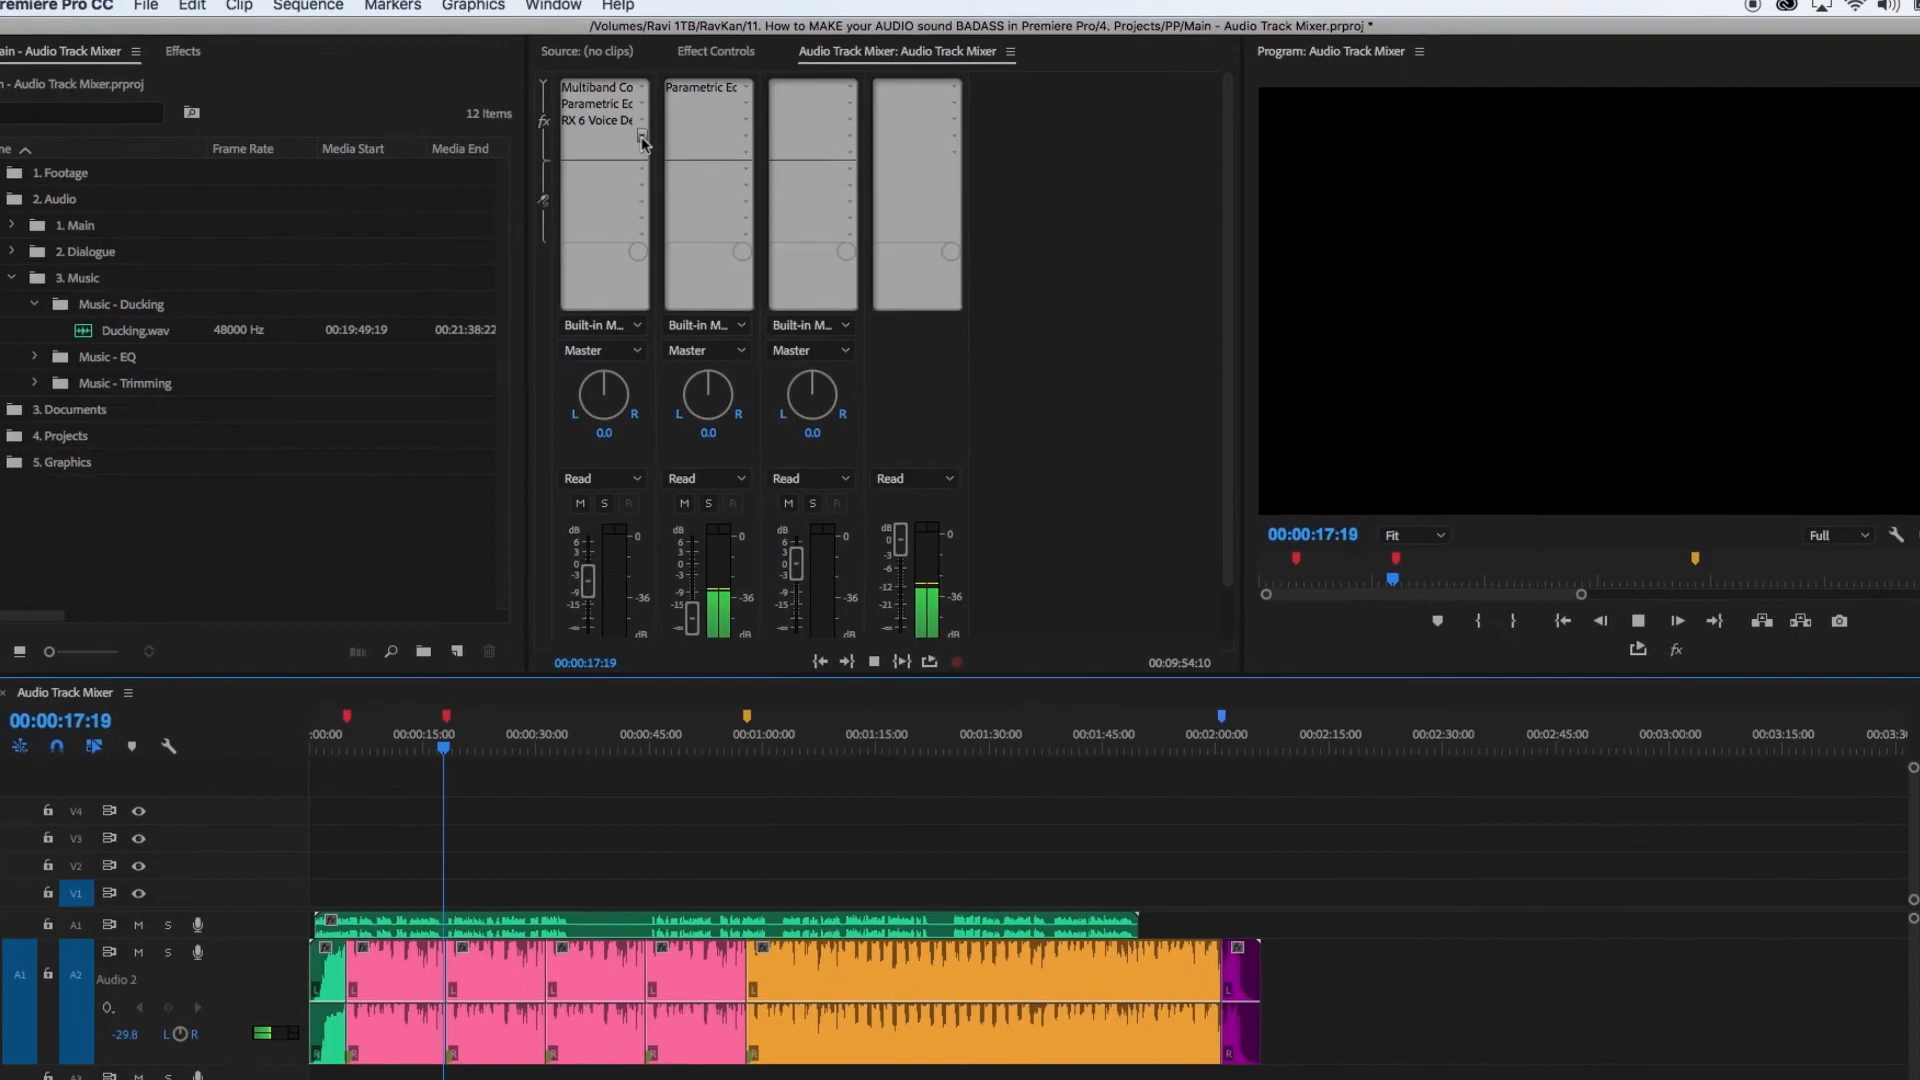 Premiere Pro CC File Edit Clip Sequence Markers Graphics Window Help
/Volumes/Ravi 1TB/RavKan/11. How to MAKE your AUDIO sound BADASS in Premiere Pro/4. Projects/PP/Main - Audio Track Mixer.prproj *
ain - Audio Track Mixer Effects
Source: (no clips) Effect Controls Audio Track Mixer: Audio Track Mixer
Program: Audio Track Mixer
n - Audio Track Mixer.prproj
12 Items
me Frame Rate Media Start Media End
1. Footage
2. Audio
1. Main
2. Dialogue
3. Music
Music - Ducking
Ducking.wav 48000 Hz 00:19:49:19 00:21:38:22
Music - EQ
Music - Trimming
3. Documents
4. Projects
5. Graphics
Multiband Co Parametric Ec
Parametric Ec
RX 6 Voice De
fx
Built-in M... Built-in M... Built-in M...
Master Master Master
L R L R L R
0.0 0.0 0.0
Read Read Read Read
M S R M S R M S R
dB dB dB dB
6 6 6 0
3 3 3 -3
0 0 0 -6
-3 -3 -3 -12
-9 -9 -9 -21
-15 -15 -15 -∞
-∞ -∞ -∞
0 0 0 0
-36 -36 -36 -36
dB dB dB dB
00:00:17:19 00:09:54:10
00:00:17:19 Fit Full
fx
Audio Track Mixer
00:00:17:19
:00:00 00:00:15:00 00:00:30:00 00:00:45:00 00:01:00:00 00:01:15:00 00:01:30:00 00:01:45:00 00:02:00:00 00:02:15:00 00:02:30:00 00:02:45:00 00:03:00:00 00:03:15:00 00:03:30
V4
V3
V2
V1
A1 M S
fx
M S
fx fx fx fx fx fx fx
A1 A2 Audio 2
L L L L L L L
-29.8 L R
R R R R R R R
A3 M S